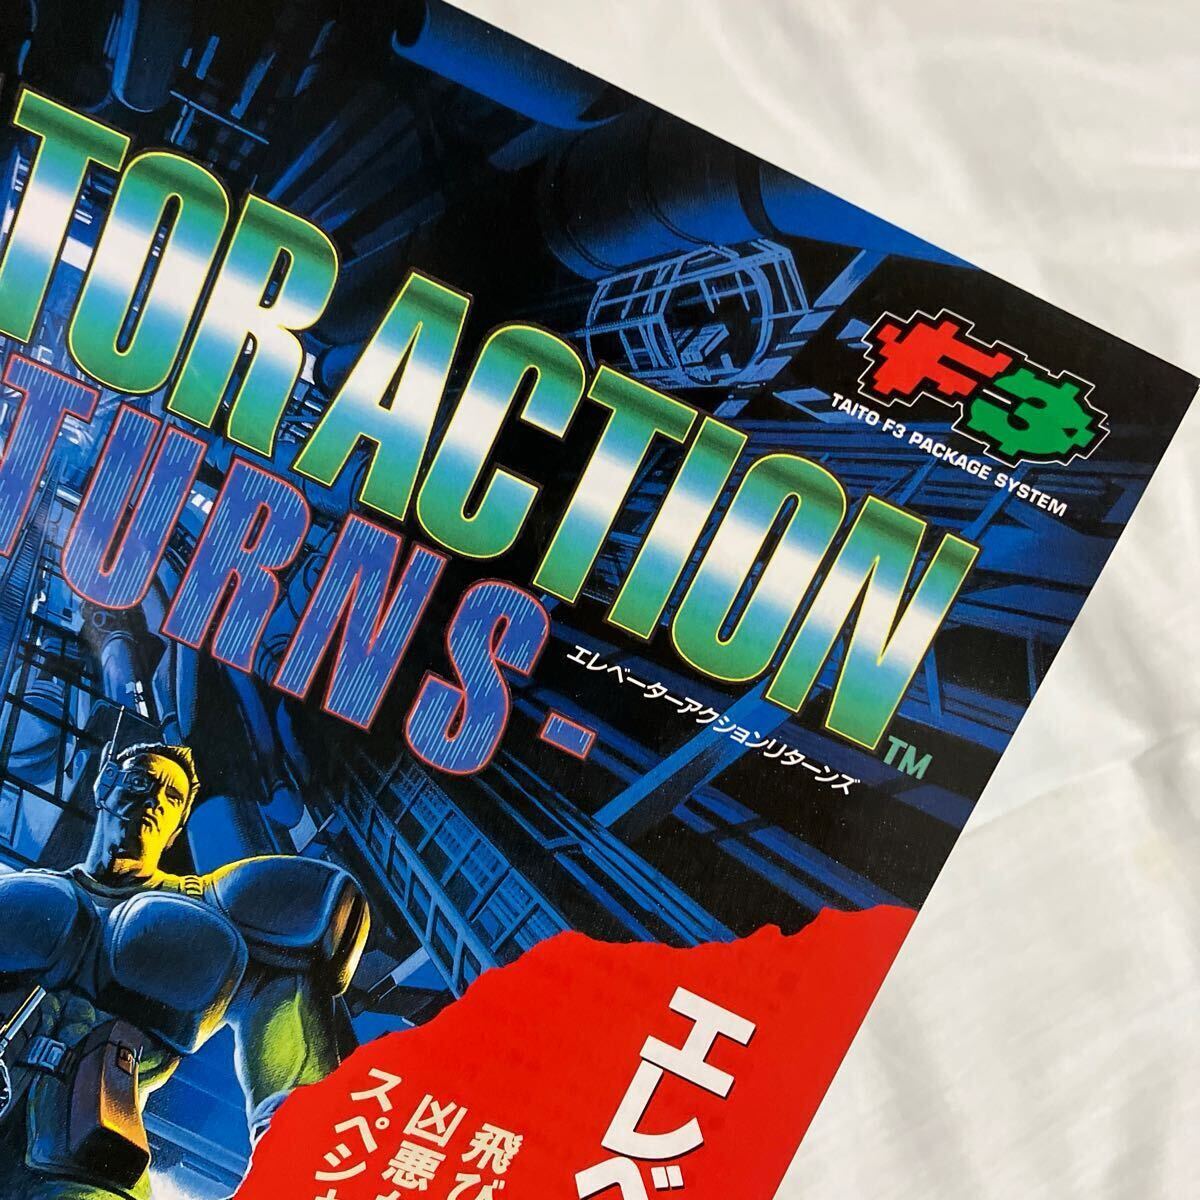 TOR ACTION
TURNS-
TM
エレベーターアクションリターンズ
F3
TAITO F3 PACKAGE SYSTEM
エレベ
飛び
凶悪
スペシ